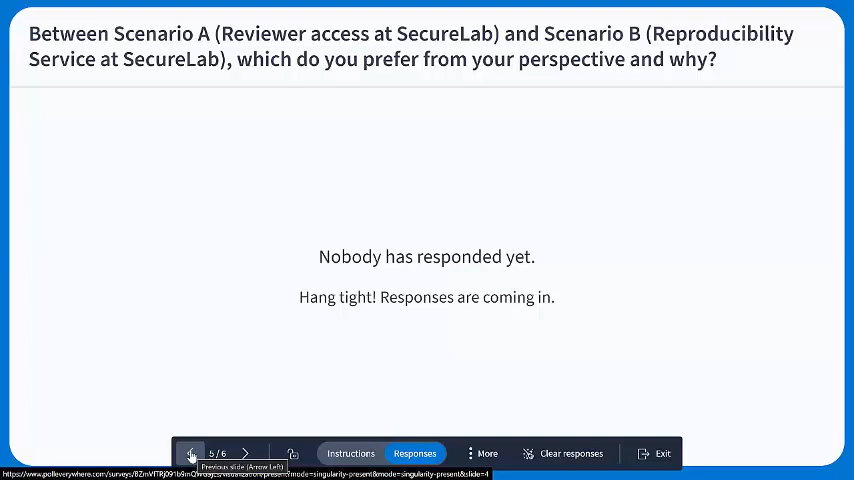 Between Scenario A (Reviewer access at SecureLab) and Scenario B (Reproducibility
Service at SecureLab), which do you prefer from your perspective and why?
Nobody has responded yet.
Hang tight! Responses are coming in.
5 / 6
Instructions
Responses
More
Clear responses
Exit
Previous slide (Arrow Left)